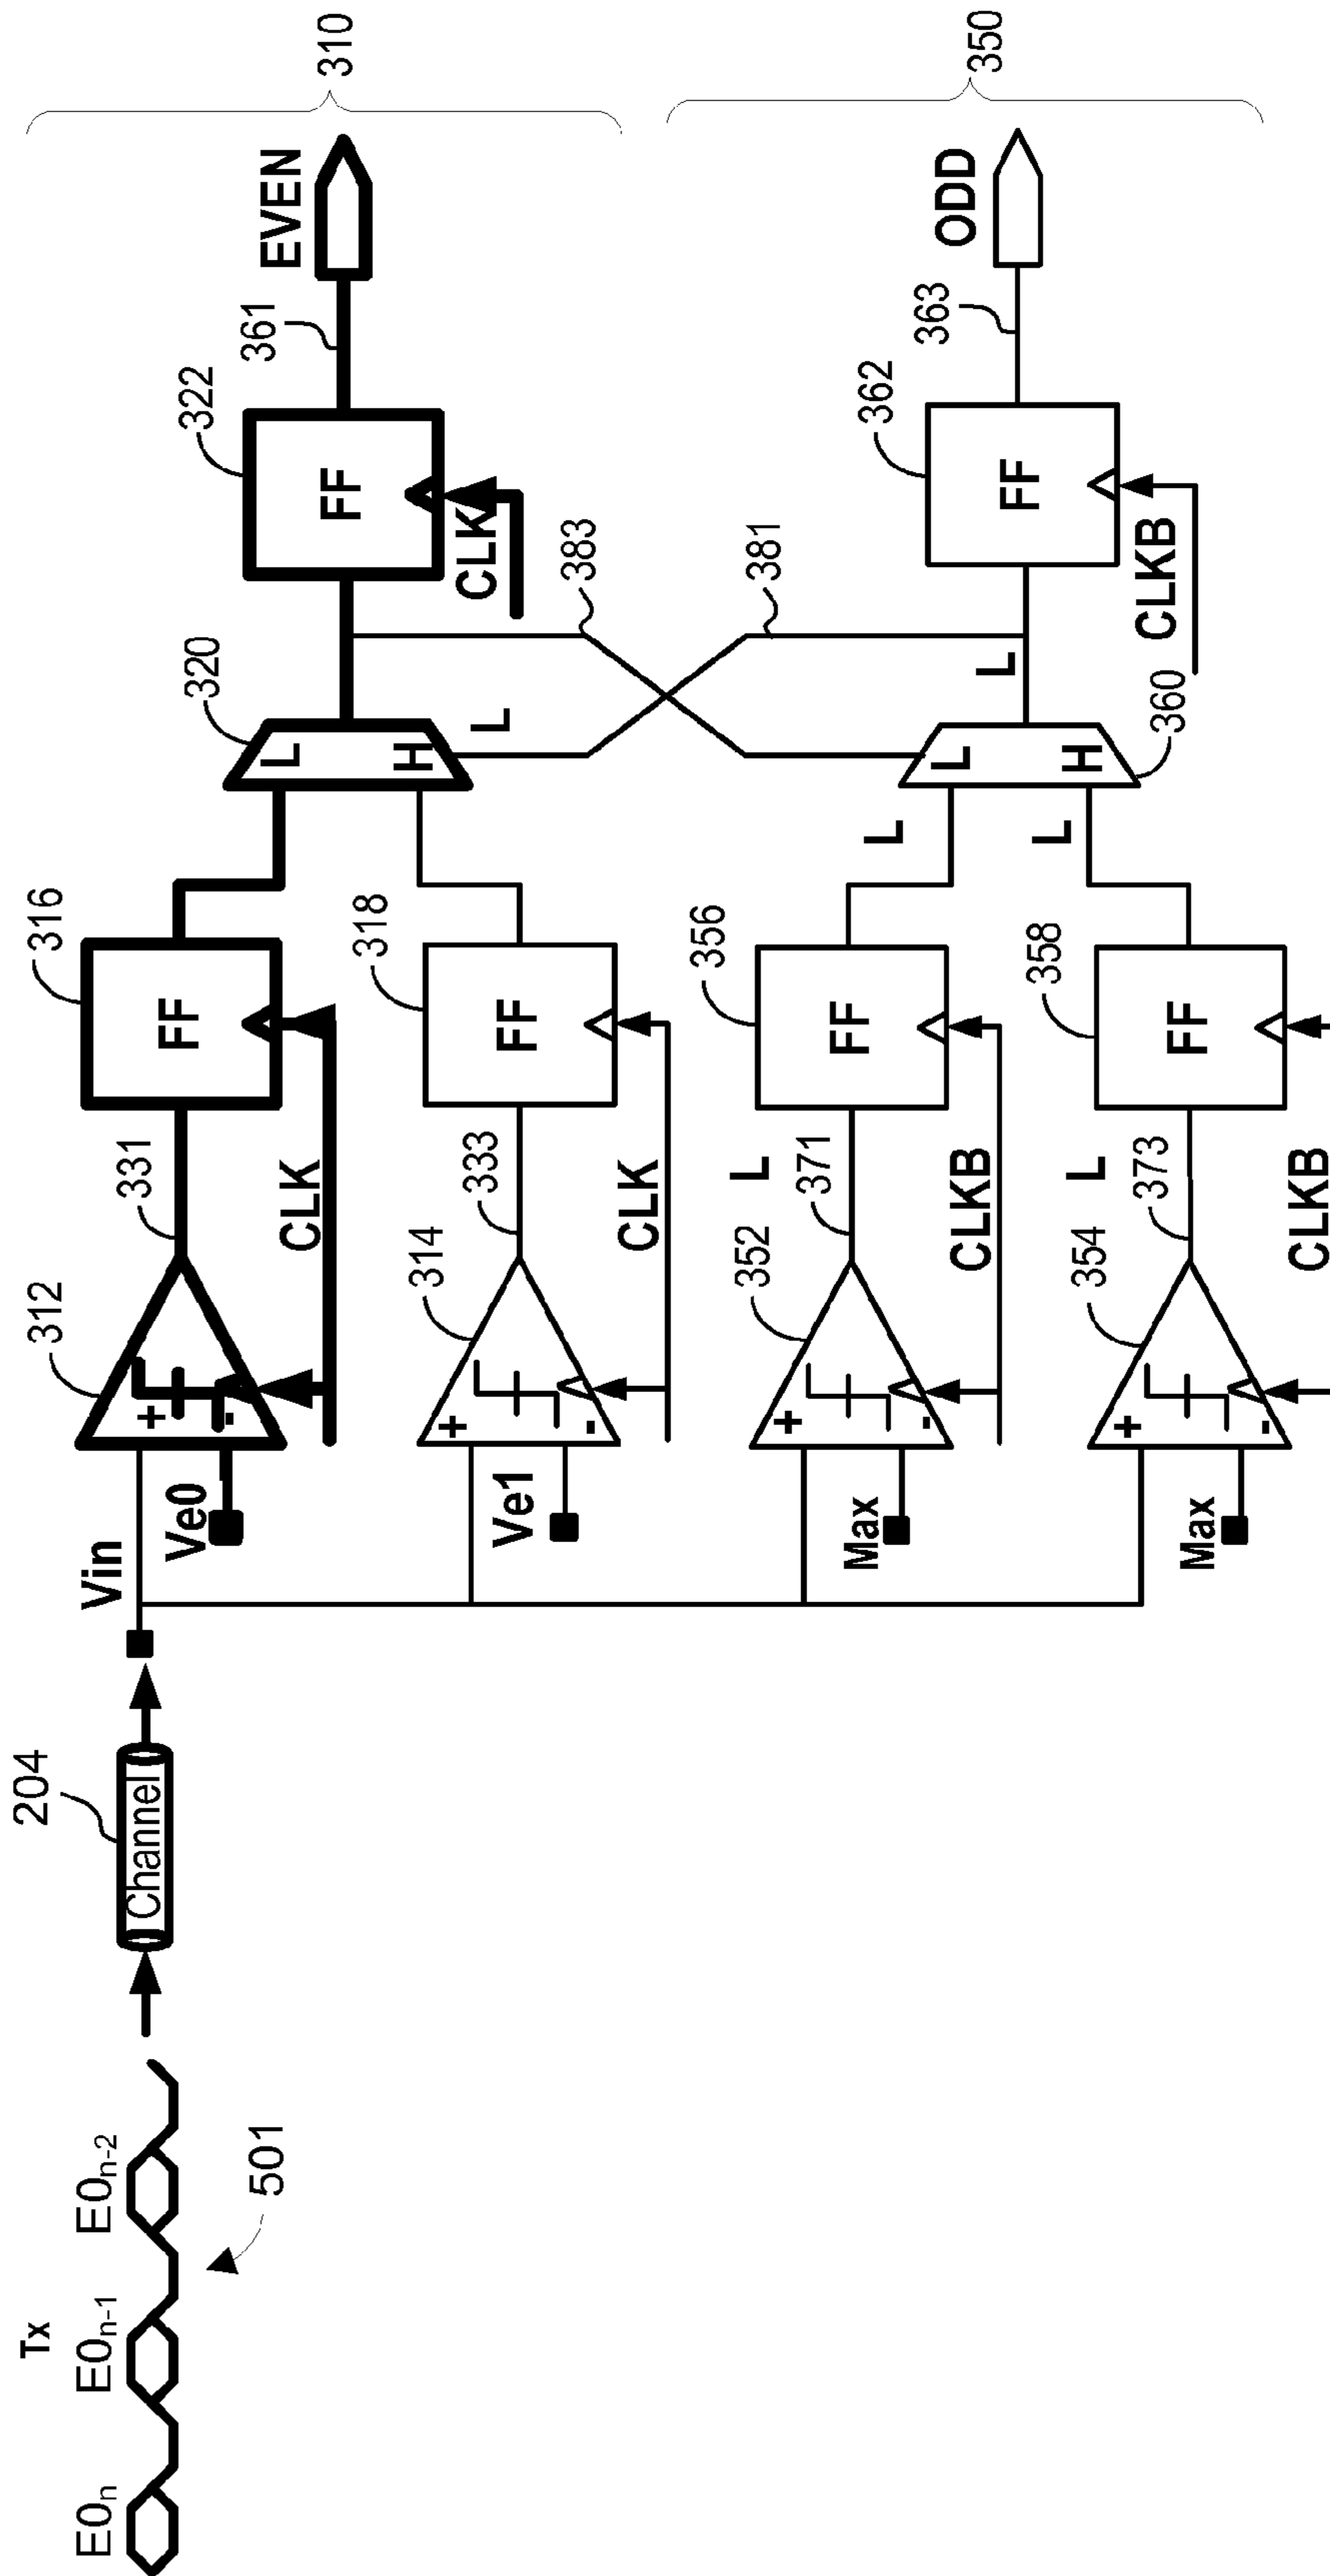 Tx
E0n E0n-1 E0n-2
501
204
Channel
Vin
Ve0
312
+
-
331
CLK
316
FF
320
L
H
322
FF
CLK
361
EVEN
310
Ve1
314
+
-
333
CLK
318
FF
L
383
381
Max
352
+
-
L
371
CLKB
356
FF
L
L
H
360
L
362
FF
CLKB
363
ODD
350
Max
354
+
-
L
373
CLKB
358
FF
L